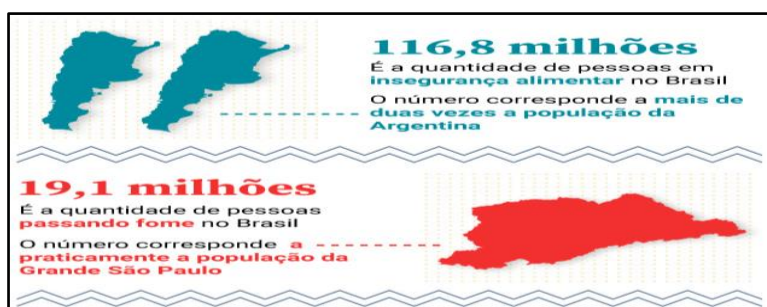 116,8 milhões
É a quantidade de pessoas em
insegurança alimentar no Brasil
O número corresponde a mais de
duas vezes a população da
Argentina
19,1 milhões
É a quantidade de pessoas
passando fome no Brasil
O número corresponde a
praticamente a população da
Grande São Paulo